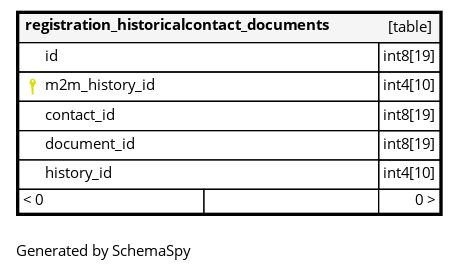 registration_historicalcontact_documents [table]
id int8[19]
m2m_history_id int4[10]
contact_id int8[19]
document_id int8[19]
history_id int4[10]
< 0 0 >
Generated by SchemaSpy